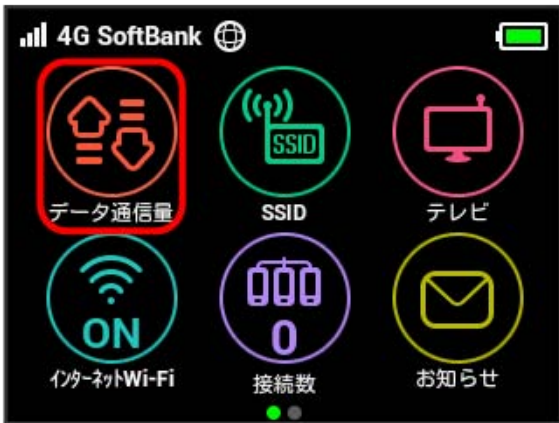 4G SoftBank
SSID
データ通信量
SSID
テレビ
ON
0
インターネットWi-Fi
接続数
お知らせ